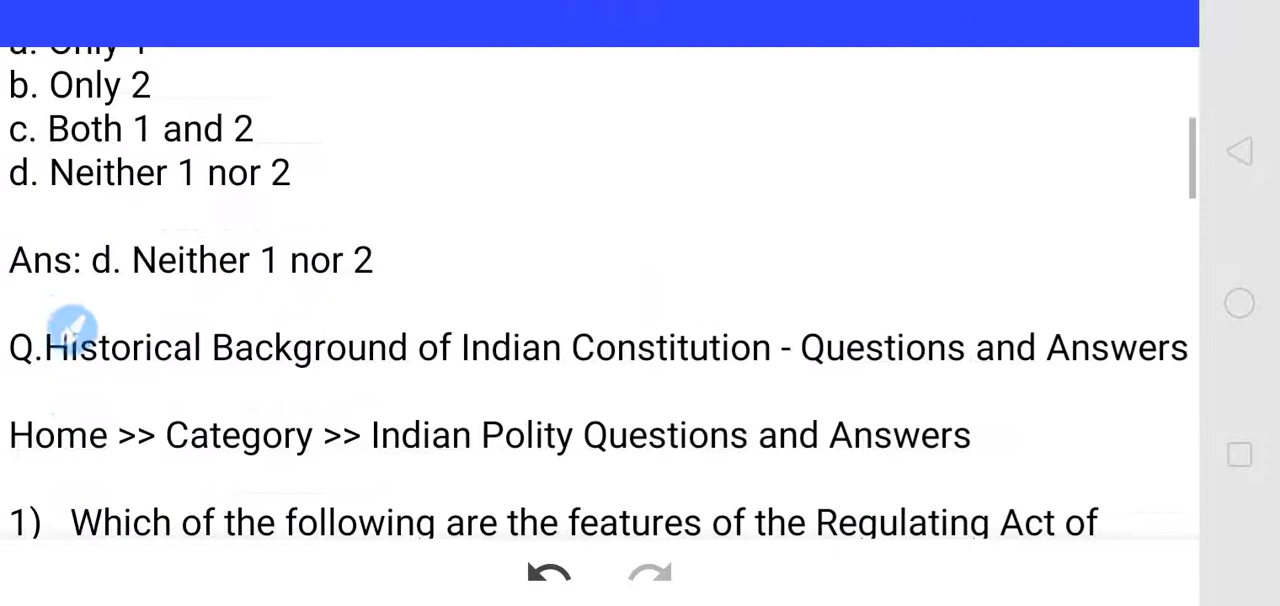 a. Only 1
b. Only 2
c. Both 1 and 2
d. Neither 1 nor 2
Ans: d. Neither 1 nor 2
Q.Historical Background of Indian Constitution - Questions and Answers
Home >> Category >> Indian Polity Questions and Answers
1) Which of the following are the features of the Regulating Act of